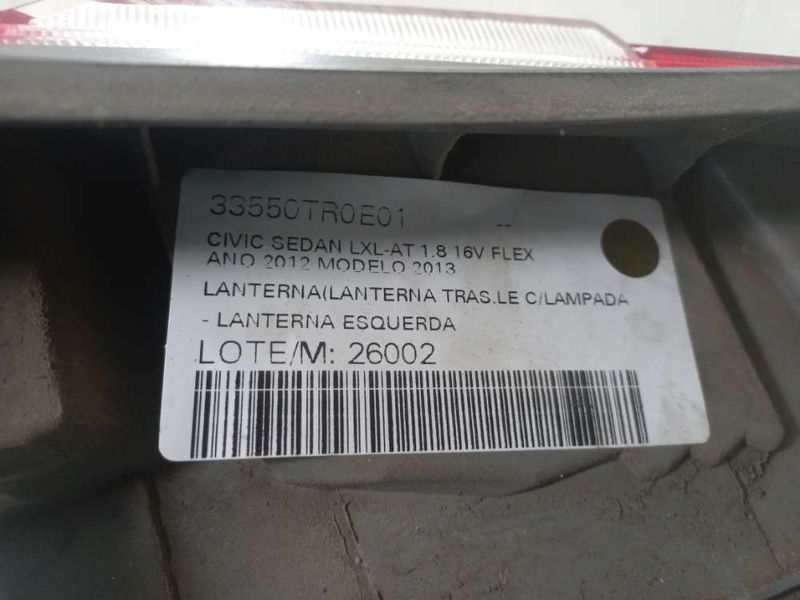 33550TR0E01 --
CIVIC SEDAN LXL-AT 1.8 16V FLEX
ANO 2012 MODELO 2013
LANTERNA(LANTERNA TRAS.LE C/LAMPADA
- LANTERNA ESQUERDA
LOTE/M: 26002